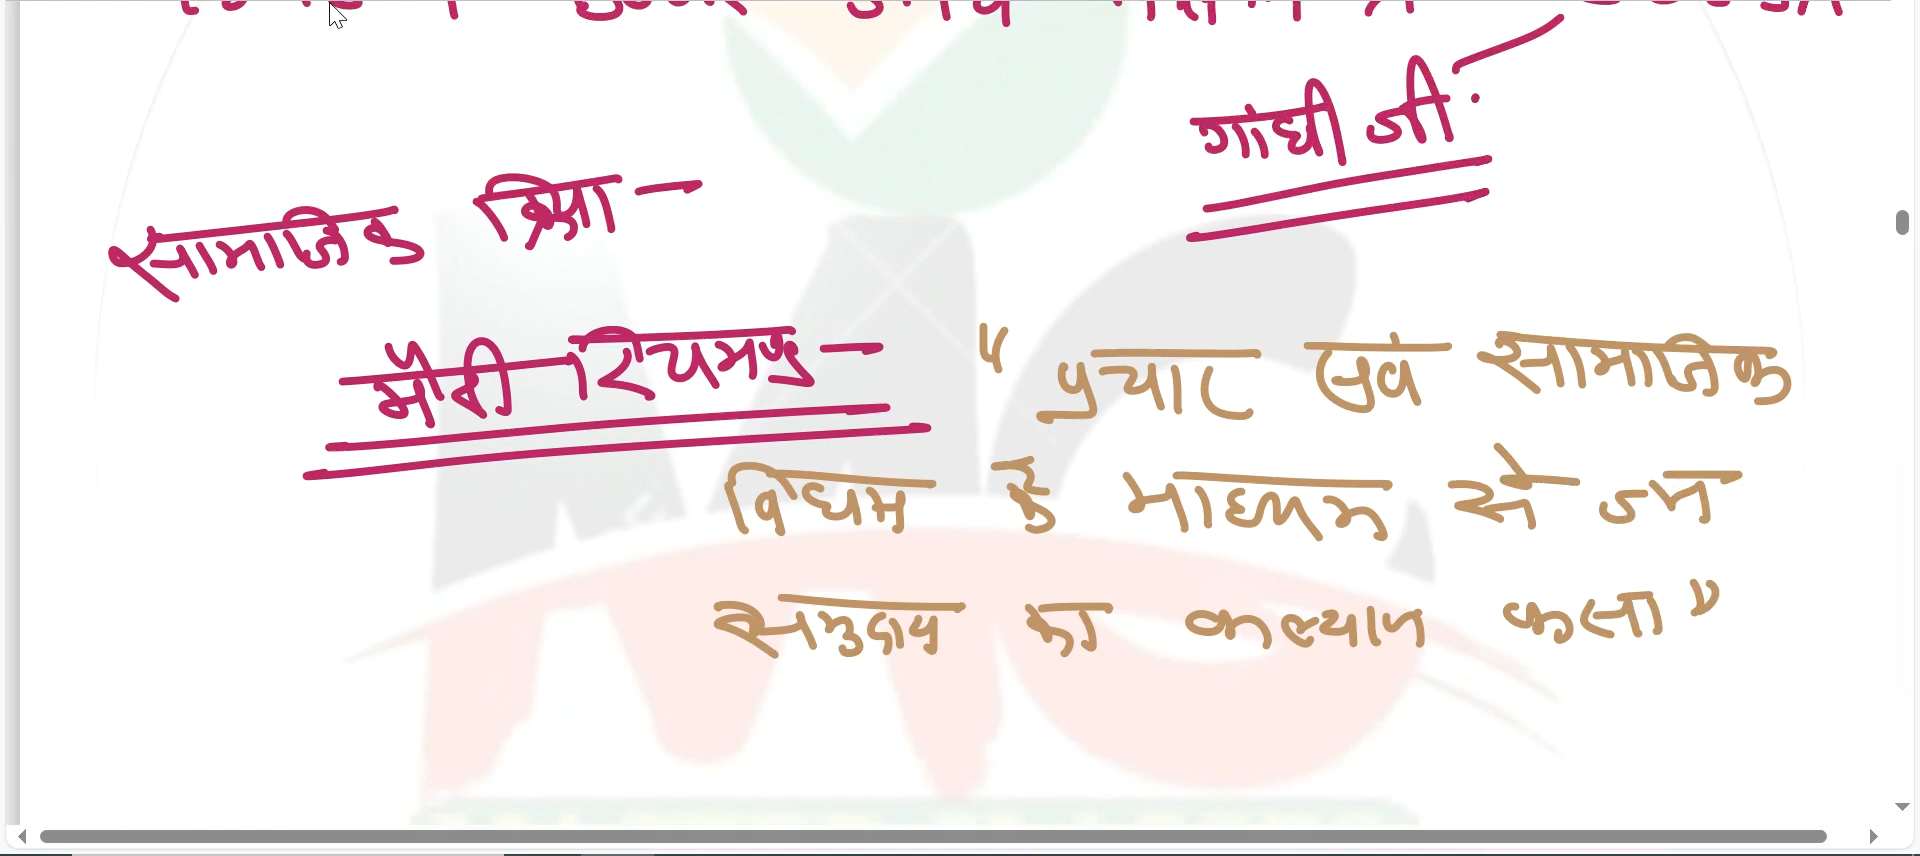 गांधी जी
सामाजिक क्रिया –
मैरी रिचमण्ड – " प्रचार एवं सामाजिक
विधान के माध्यम से जन
समुदाय का कल्याण करना "